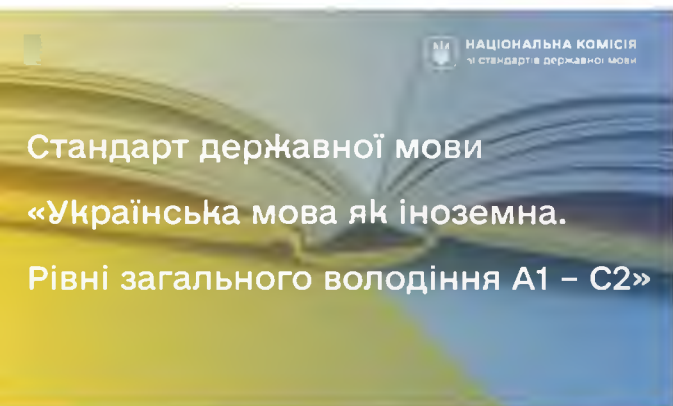 НАЦІОНАЛЬНА КОМІСІЯ
зі стандартів державної мови
Стандарт державної мови
«Українська мова як іноземна.
Рівні загального володіння А1 – С2»